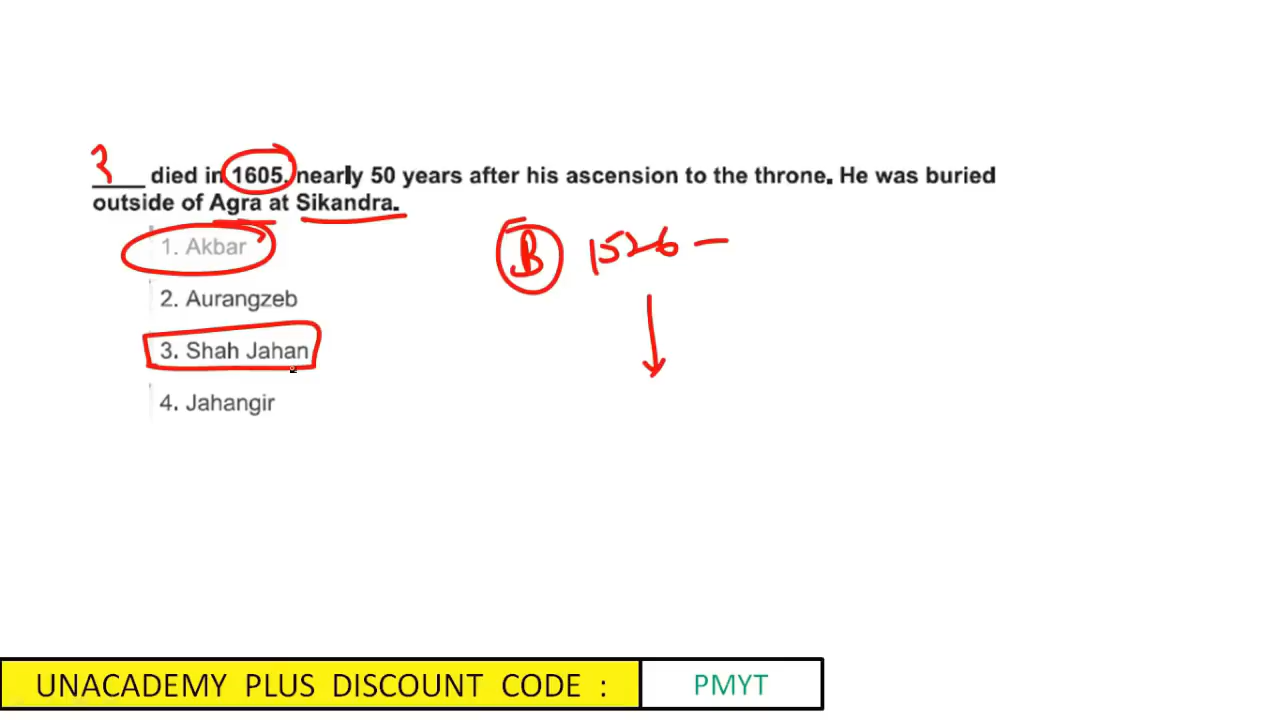 ____ died in 1605, nearly 50 years after his ascension to the throne. He was buried
outside of Agra at Sikandra.
1. Akbar
2. Aurangzeb
3. Shah Jahan
4. Jahangir
B 1526 –
UNACADEMY PLUS DISCOUNT CODE : PMYT